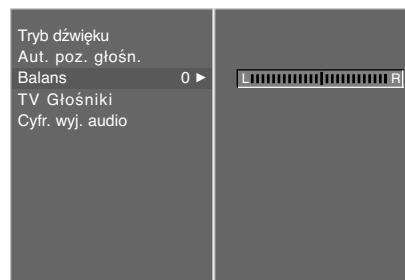 Tryb dźwięku
Aut. poz. głośn.
Balans 0 ►
TV Głośniki
Cyfr. wyj. audio
L R